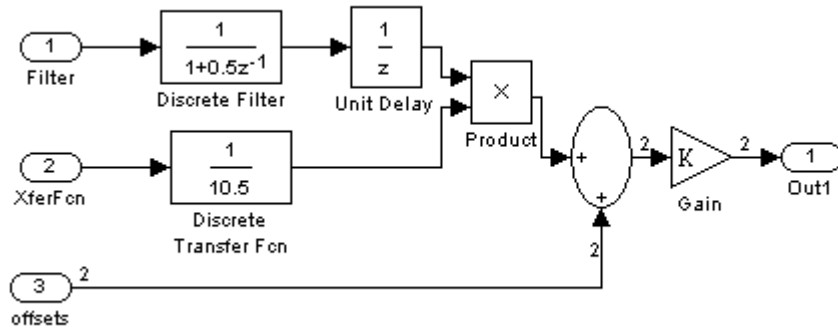 1
Filter
1
1+0.5z-1
Discrete Filter
1
z
Unit Delay
×
Product
2
XferFcn
1
10.5
Discrete
Transfer Fcn
3
offsets
2
2
+
+
2
K
Gain
2
1
Out1